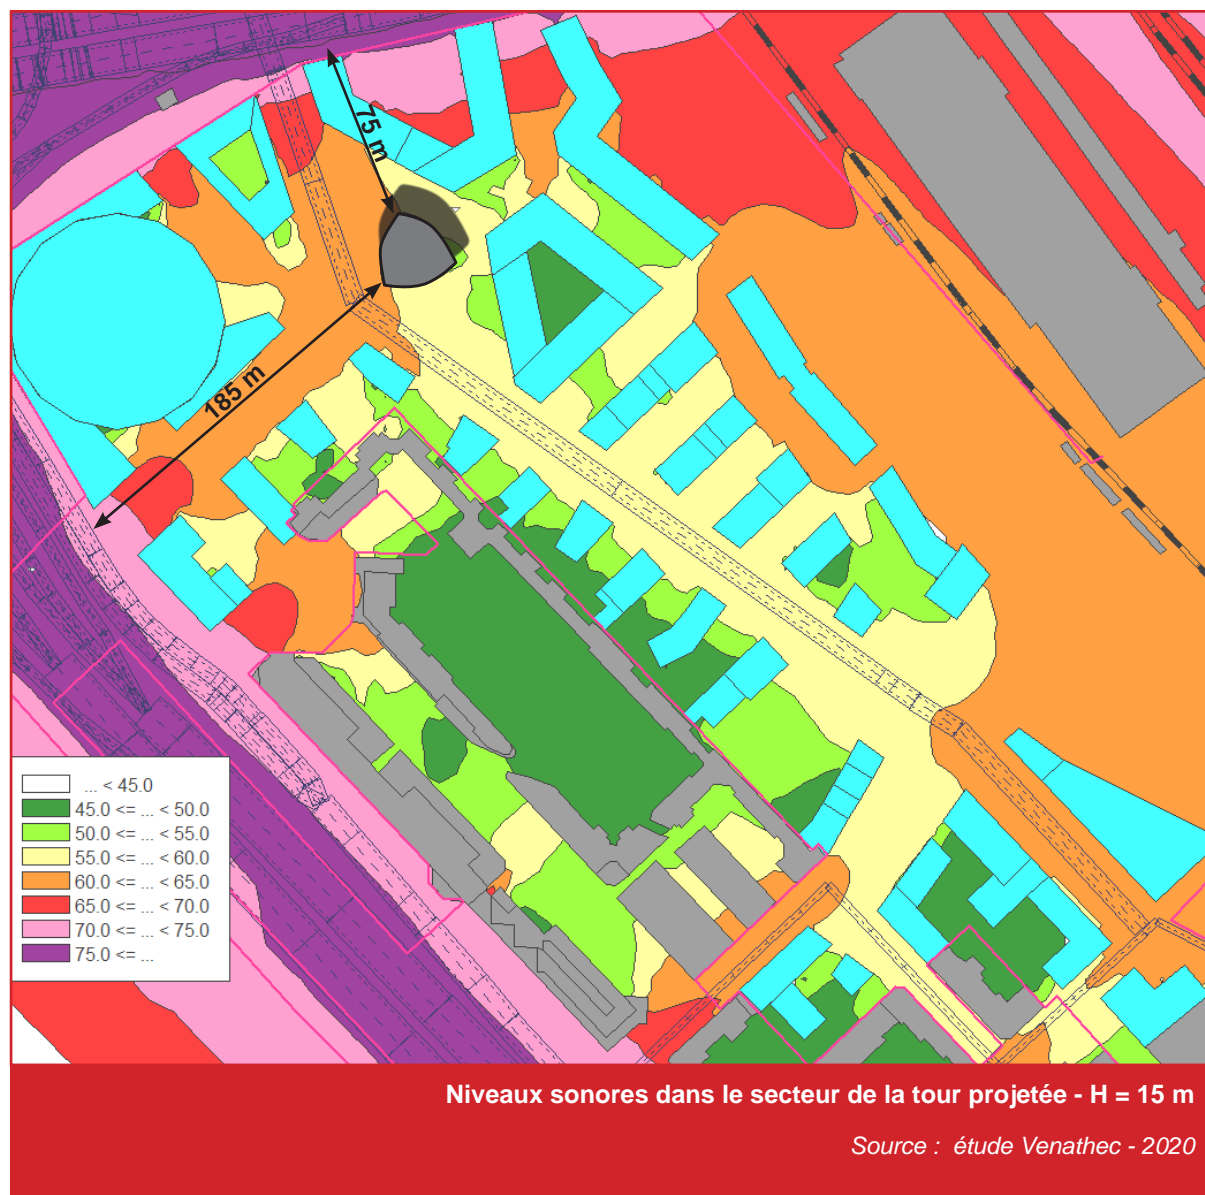 75 m
185 m
... < 45.0
45.0 <= ... < 50.0
50.0 <= ... < 55.0
55.0 <= ... < 60.0
60.0 <= ... < 65.0
65.0 <= ... < 70.0
70.0 <= ... < 75.0
75.0 <= ...
Niveaux sonores dans le secteur de la tour projetée - H = 15 m
Source : étude Venathec - 2020